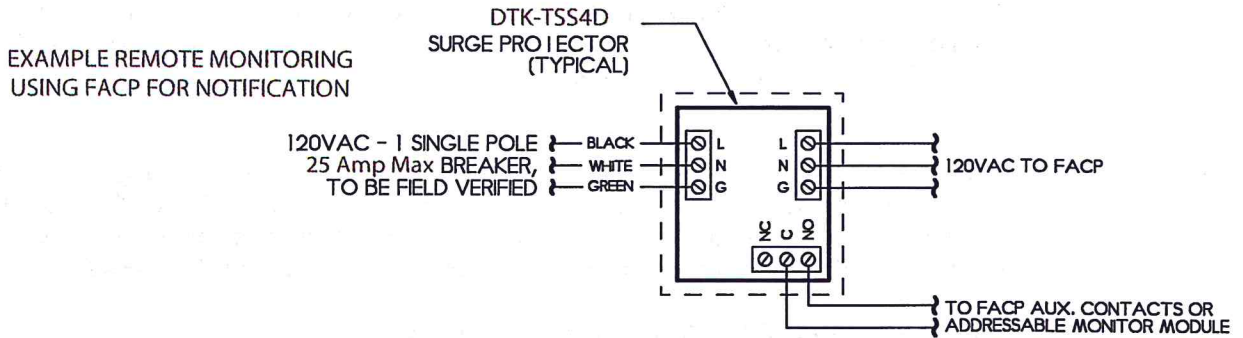 DTK-TSS4D
SURGE PROIECTOR
(TYPICAL)
EXAMPLE REMOTE MONITORING
USING FACP FOR NOTIFICATION
120VAC - 1 SINGLE POLE
25 Amp Max BREAKER,
TO BE FIELD VERIFIED
BLACK
WHITE
GREEN
L
N
G
L
N
G
120VAC TO FACP
NC
C
NO
TO FACP AUX. CONTACTS OR
ADDRESSABLE MONITOR MODULE